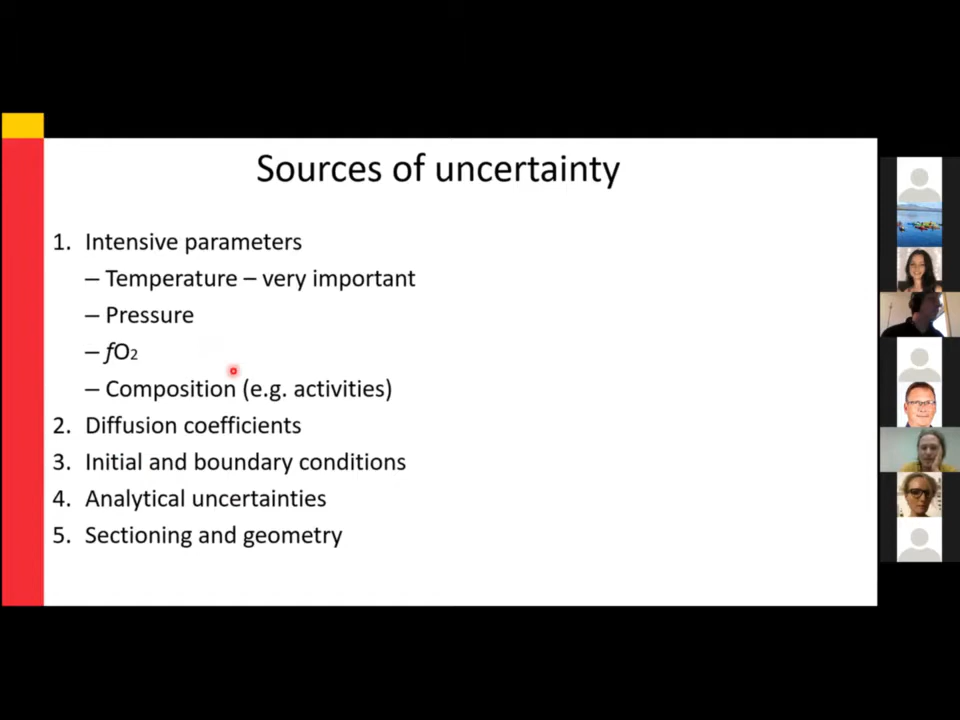 Sources of uncertainty
1. Intensive parameters
– Temperature – very important
– Pressure
– fO2
– Composition (e.g. activities)
2. Diffusion coefficients
3. Initial and boundary conditions
4. Analytical uncertainties
5. Sectioning and geometry